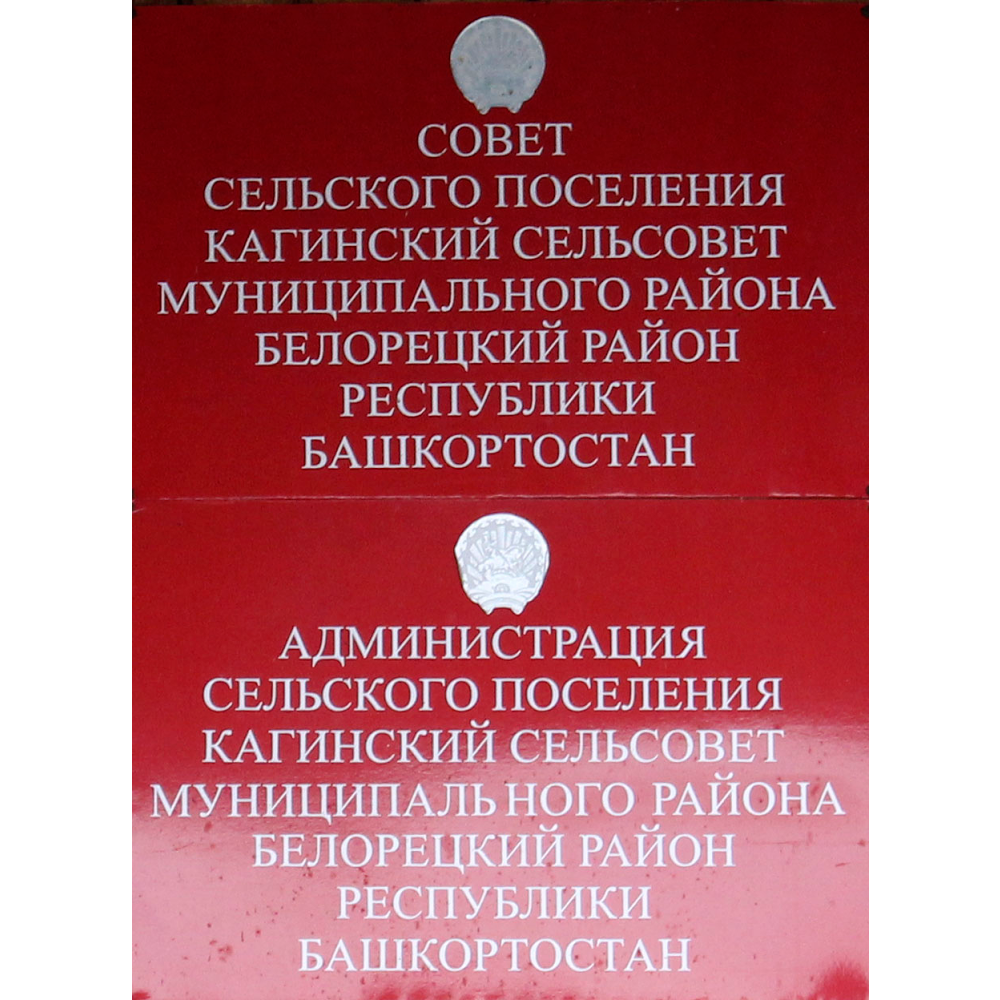 СОВЕТ
СЕЛЬСКОГО ПОСЕЛЕНИЯ
КАГИНСКИЙ СЕЛЬСОВЕТ
МУНИЦИПАЛЬНОГО РАЙОНА
БЕЛОРЕЦКИЙ РАЙОН
РЕСПУБЛИКИ
БАШКОРТОСТАН
АДМИНИСТРАЦИЯ
СЕЛЬСКОГО ПОСЕЛЕНИЯ
КАГИНСКИЙ СЕЛЬСОВЕТ
МУНИЦИПАЛЬНОГО РАЙОНА
БЕЛОРЕЦКИЙ РАЙОН
РЕСПУБЛИКИ
БАШКОРТОСТАН